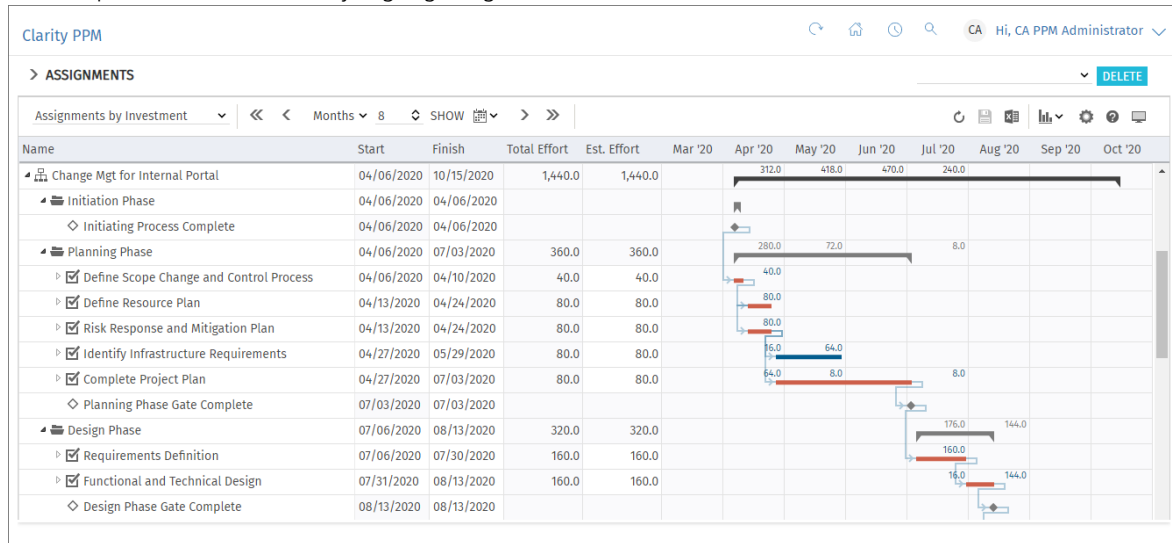 Clarity PPM CA Hi, CA PPM Administrator
ASSIGNMENTS DELETE
Assignments by Investment Months 8 SHOW
Name Start Finish Total Effort Est. Effort Mar '20 Apr '20 May '20 Jun '20 Jul '20 Aug '20 Sep '20 Oct '20
Change Mgt for Internal Portal 04/06/2020 10/15/2020 1,440.0 1,440.0 312.0 418.0 470.0 240.0
Initiation Phase 04/06/2020 04/06/2020
Initiating Process Complete 04/06/2020 04/06/2020
Planning Phase 04/06/2020 07/03/2020 360.0 360.0 280.0 72.0 8.0
Define Scope Change and Control Process 04/06/2020 04/10/2020 40.0 40.0 40.0
Define Resource Plan 04/13/2020 04/24/2020 80.0 80.0 80.0
Risk Response and Mitigation Plan 04/13/2020 04/24/2020 80.0 80.0 80.0
Identify Infrastructure Requirements 04/27/2020 05/29/2020 80.0 80.0 16.0 64.0
Complete Project Plan 04/27/2020 07/03/2020 80.0 80.0 64.0 8.0 8.0
Planning Phase Gate Complete 07/03/2020 07/03/2020
Design Phase 07/06/2020 08/13/2020 320.0 320.0 176.0 144.0
Requirements Definition 07/06/2020 07/30/2020 160.0 160.0 160.0
Functional and Technical Design 07/31/2020 08/13/2020 160.0 160.0 16.0 144.0
Design Phase Gate Complete 08/13/2020 08/13/2020